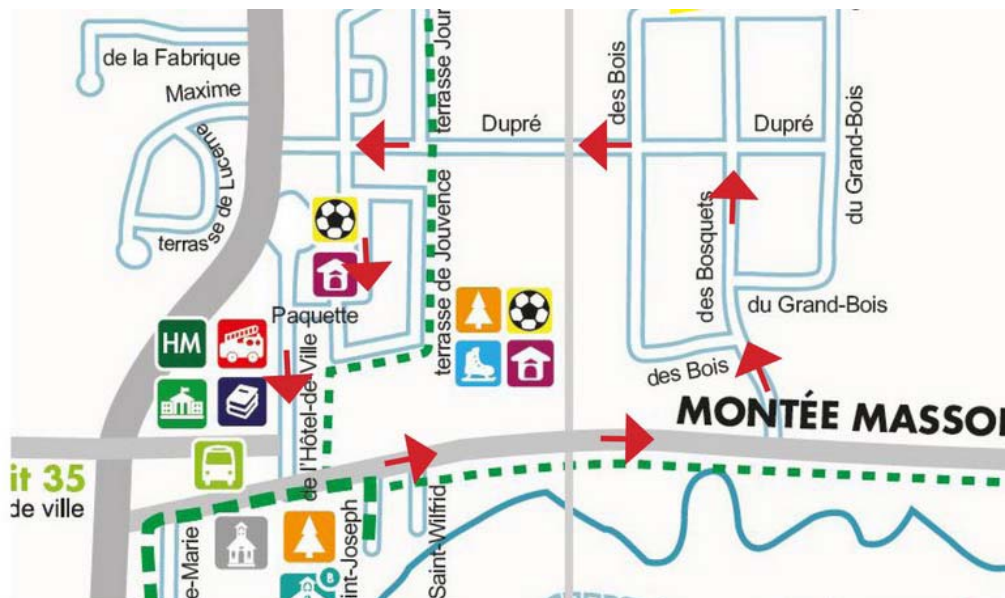 de la Fabrique
Maxime
terrasse de Lucerne
terrasse Jour
des Bois
Dupré
Dupré
du Grand-Bois
terrasse de Jouvence
des Bosquets
du Grand-Bois
Paquette
HM
des Bois
MONTÉE MASSO
de l'Hôtel-de-Ville
it 35
de ville
e-Marie
int-Joseph
Saint-Wilfrid
B